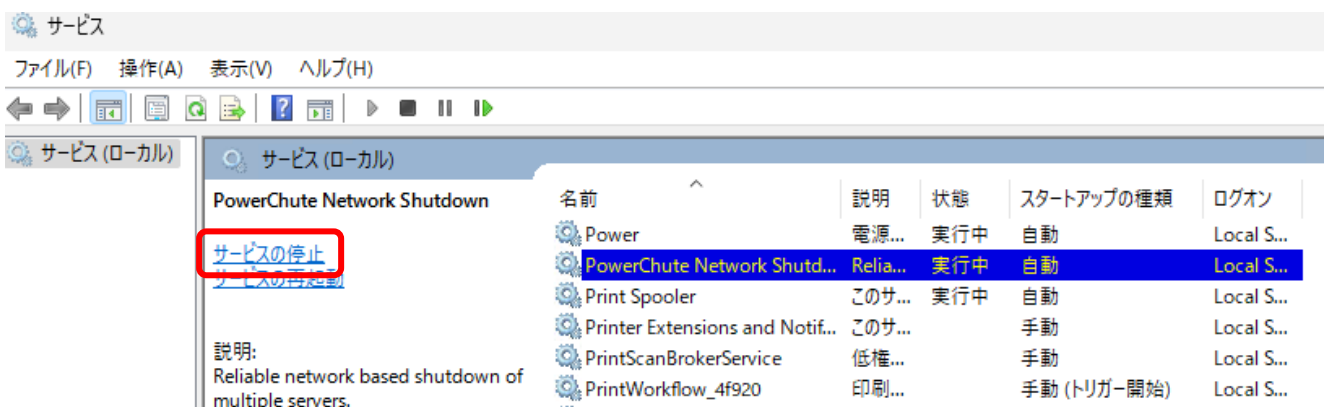 サービス
ファイル(F) 操作(A) 表示(V) ヘルプ(H)
サービス (ローカル)
サービス (ローカル)
PowerChute Network Shutdown
サービスの停止
サービスの再起動
説明:
Reliable network based shutdown of
multiple servers.
名前 説明 状態 スタートアップの種類 ログオン
Power 電源... 実行中 自動 Local S...
PowerChute Network Shutd... Relia... 実行中 自動 Local S...
Print Spooler このサ... 実行中 自動 Local S...
Printer Extensions and Notif... このサ... 手動 Local S...
PrintScanBrokerService 低権... 手動 Local S...
PrintWorkflow_4f920 印刷... 手動 (トリガー開始) Local S...